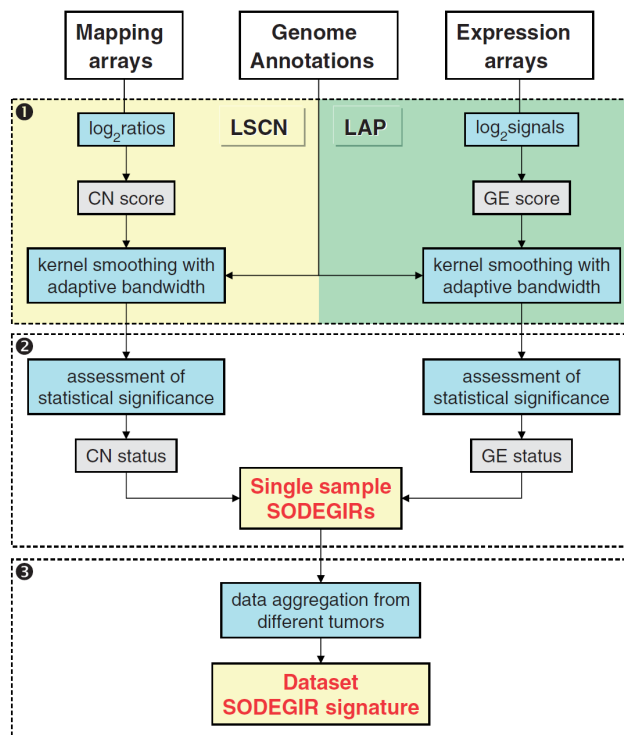 Mapping
arrays
Genome
Annotations
Expression
arrays
❶
log₂ratios
LSCN
LAP
log₂signals
CN score
GE score
kernel smoothing with
adaptive bandwidth
kernel smoothing with
adaptive bandwidth
❷
assessment of
statistical significance
assessment of
statistical significance
CN status
GE status
Single sample
SODEGIRs
❸
data aggregation from
different tumors
Dataset
SODEGIR signature